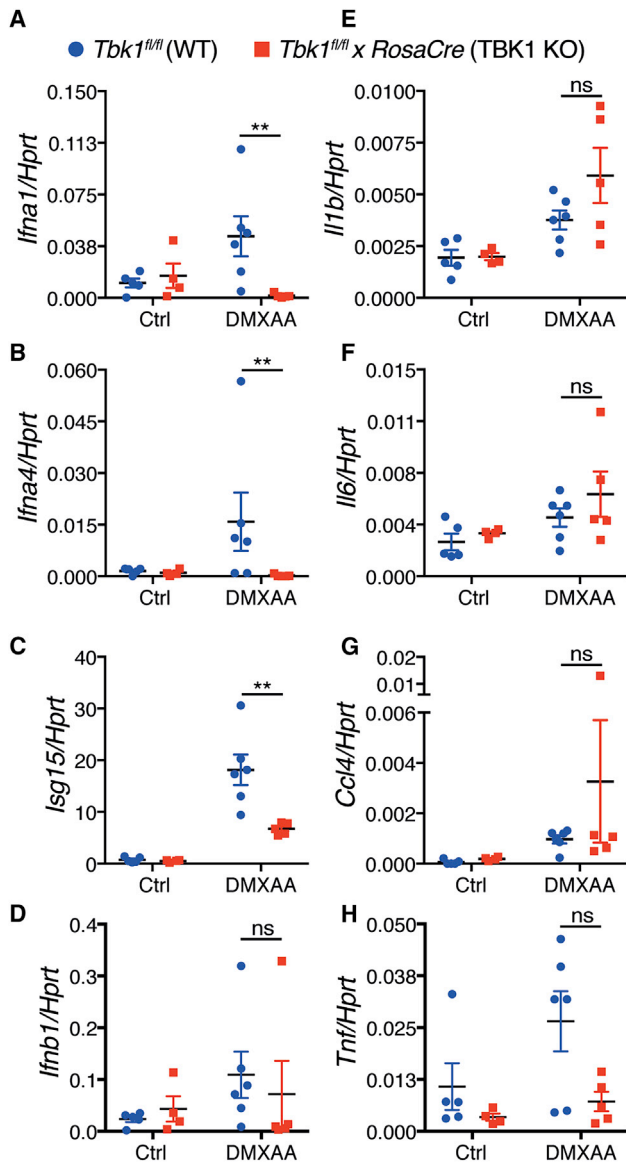 A E
Tbk1fl/fl (WT) Tbk1fl/fl x RosaCre (TBK1 KO)
Ifna1/Hprt
0.150
0.113
0.075
0.038
0.000
**
Ctrl DMXAA
Il1b/Hprt
0.0100
0.0075
0.0050
0.0025
0.0000
ns
Ctrl DMXAA
B
Ifna4/Hprt
0.060
0.045
0.030
0.015
0.000
**
Ctrl DMXAA
F
Il6/Hprt
0.015
0.011
0.008
0.004
0.000
ns
Ctrl DMXAA
C
Isg15/Hprt
40
30
20
10
0
**
Ctrl DMXAA
G
Ccl4/Hprt
0.02
0.01
0.006
0.004
0.002
0.000
ns
Ctrl DMXAA
D
Ifnb1/Hprt
0.4
0.3
0.2
0.1
0.0
ns
Ctrl DMXAA
H
Tnf/Hprt
0.050
0.038
0.025
0.013
0.000
ns
Ctrl DMXAA